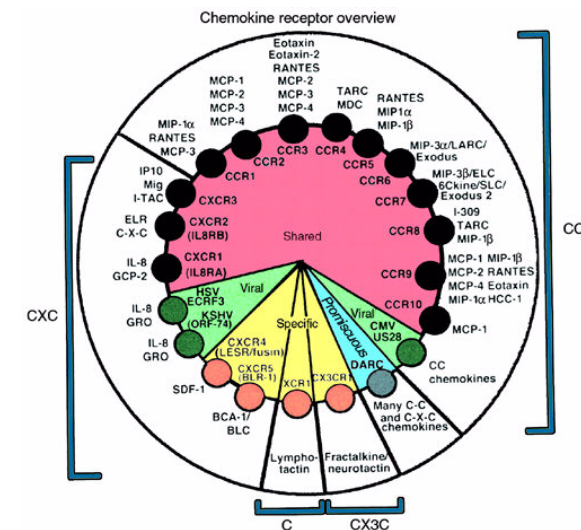 Chemokine receptor overview
Eotaxin
Eotaxin-2
RANTES
MCP-2
MCP-3
MCP-4
MCP-1
MCP-2
MCP-3
MCP-4
TARC
MDC
RANTES
MIP1α
MIP-1β
MIP-1α
RANTES
MCP-3
MIP-3α/LARC/
Exodus
MIP-3β/ELC
6Ckine/SLC/
Exodus 2
I-309
TARC
MIP-1β
MCP-1 MIP-1β
MCP-2 RANTES
MCP-4 Eotaxin
MIP-1α HCC-1
MCP-1
CC
chemokines
Many C-C
and C-X-C
chemokines
Fractalkine/
neurotactin
Lympho-
tactin
BCA-1/
BLC
SDF-1
IL-8
GRO
IL-8
GRO
IL-8
GCP-2
ELR
C-X-C
IP10
Mig
I-TAC
CCR1
CCR2
CCR3
CCR4
CCR5
CCR6
CCR7
CCR8
CCR9
CCR10
CXCR3
CXCR2
(IL8RB)
CXCR1
(IL8RA)
Shared
HSV
ECRF3
Viral
KSHV
(ORF-74)
Specific
CXCR4
(LESR/fusin)
CXCR5
(BLR-1)
XCR1
CX3CR1
Promiscuous
DARC
Viral
CMV
US28
CXC
CC
C
CX3C